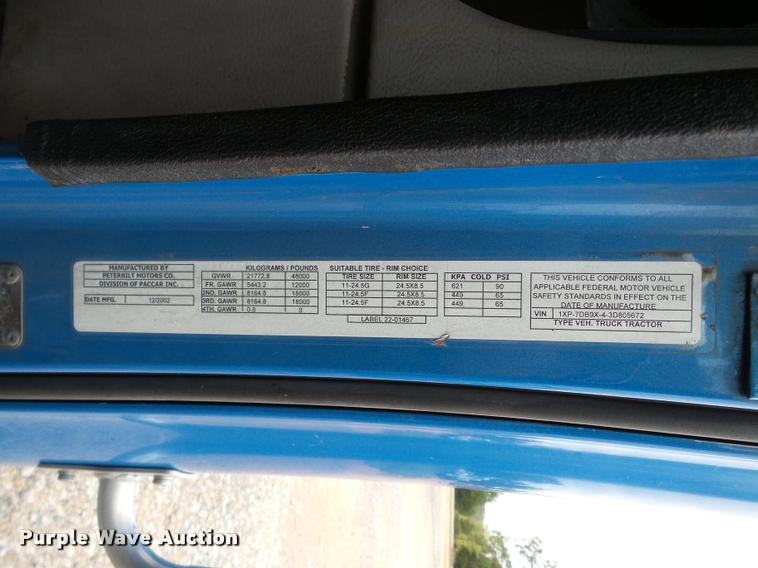 MANUFACTURED BY
PETERBILT MOTORS CO.
DIVISION OF PACCAR INC.
DATE MFG. 12/2002
KILOGRAMS / POUNDS
GVWR 21772.8 48000
FR. GAWR 5443.2 12000
2ND. GAWR 8164.8 18000
3RD. GAWR 8164.8 18000
4TH. GAWR 0.0 0
SUITABLE TIRE - RIM CHOICE
TIRE SIZE RIM SIZE
11-24.5G 24.5X8.5
11-24.5F 24.5X8.5
11-24.5F 24.5X8.5
LABEL 22-01467
KPA COLD PSI
621 90
449 65
449 65
THIS VEHICLE CONFORMS TO ALL
APPLICABLE FEDERAL MOTOR VEHICLE
SAFETY STANDARDS IN EFFECT ON THE
DATE OF MANUFACTURE
VIN 1XP-7DB9X-4-3D805672
TYPE VEH. TRUCK TRACTOR
Purple Wave Auction
Purple Wave Auction